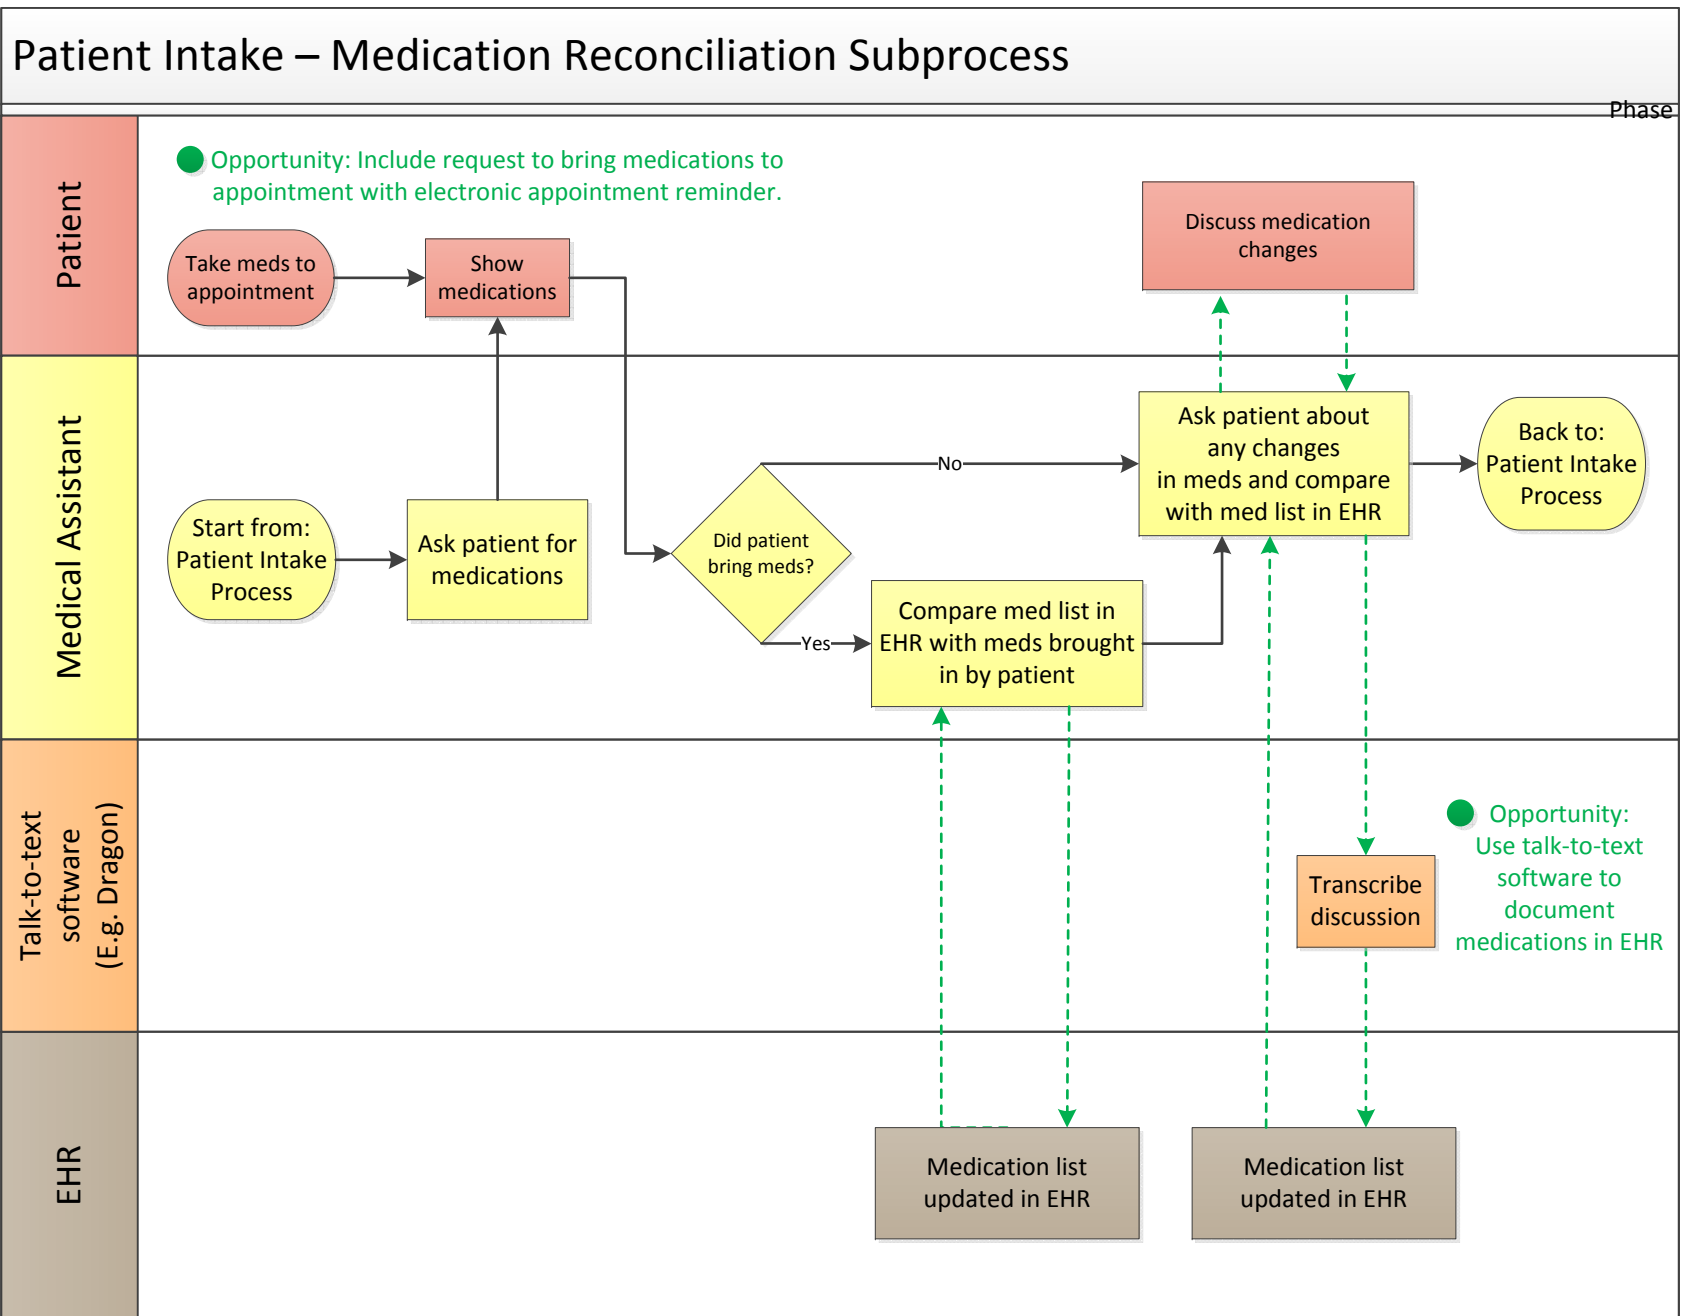 Patient Intake – Medication Reconciliation Subprocess
Phase
Patient
Opportunity: Include request to bring medications to
appointment with electronic appointment reminder.
Take meds to
appointment
Show
medications
Discuss medication
changes
Medical Assistant
Start from:
Patient Intake
Process
Ask patient for
medications
Did patient
bring meds?
No
Yes
Compare med list in
EHR with meds brought
in by patient
Ask patient about
any changes
in meds and compare
with med list in EHR
Back to:
Patient Intake
Process
Talk-to-text
software
(E.g. Dragon)
Transcribe
discussion
Opportunity:
Use talk-to-text
software to
document
medications in EHR
EHR
Medication list
updated in EHR
Medication list
updated in EHR